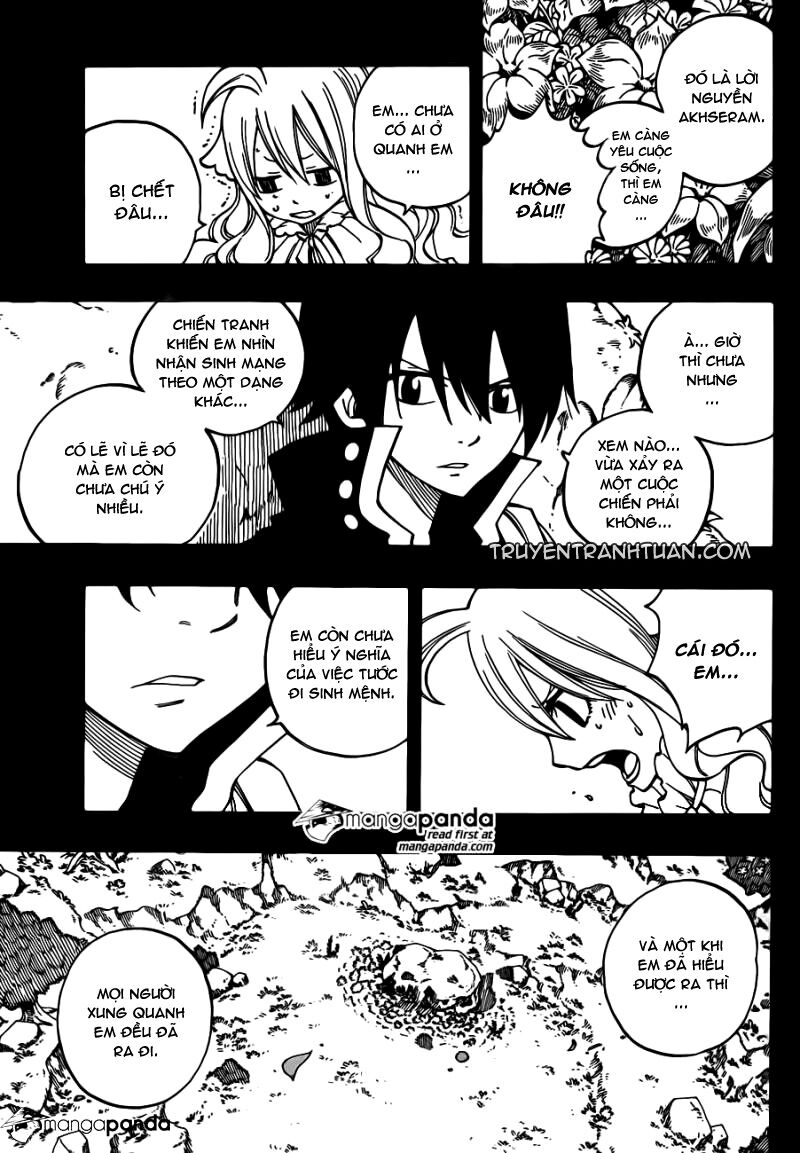 ĐÓ LÀ LỜI
NGUYỀN
AKHSERAM.
EM CÀNG
YÊU CUỘC
SỐNG,
THÌ EM
CÀNG
...
KHÔNG
ĐÂU!!
EM... CHƯA
CÓ AI Ở
QUANH EM
...
BỊ CHẾT
ĐÂU...
À... GIỜ
THÌ CHƯA
NHƯNG
...
XEM NÀO...
VỪA XẢY RA
MỘT CUỘC
CHIẾN PHẢI
KHÔNG...
CHIẾN TRANH
KHIẾN EM NHÌN
NHẬN SINH MẠNG
THEO MỘT DẠNG
KHÁC...
CÓ LẼ VÌ LẼ ĐÓ
MÀ EM CÒN
CHƯA CHÚ Ý
NHIỀU.
TRUYENTRANHTUAN.COM
CÁI ĐÓ...
EM...
EM CÒN CHƯA
HIỂU Ý NGHĨA
CỦA VIỆC TƯỚC
ĐI SINH MỆNH.
mangapanda
read first at
mangapanda.com
VÀ MỘT KHI
EM ĐÃ HIỂU
ĐƯỢC RA THÌ
...
MỌI NGƯỜI
XUNG QUANH
EM ĐỀU ĐÃ
RA ĐI.
mangapanda